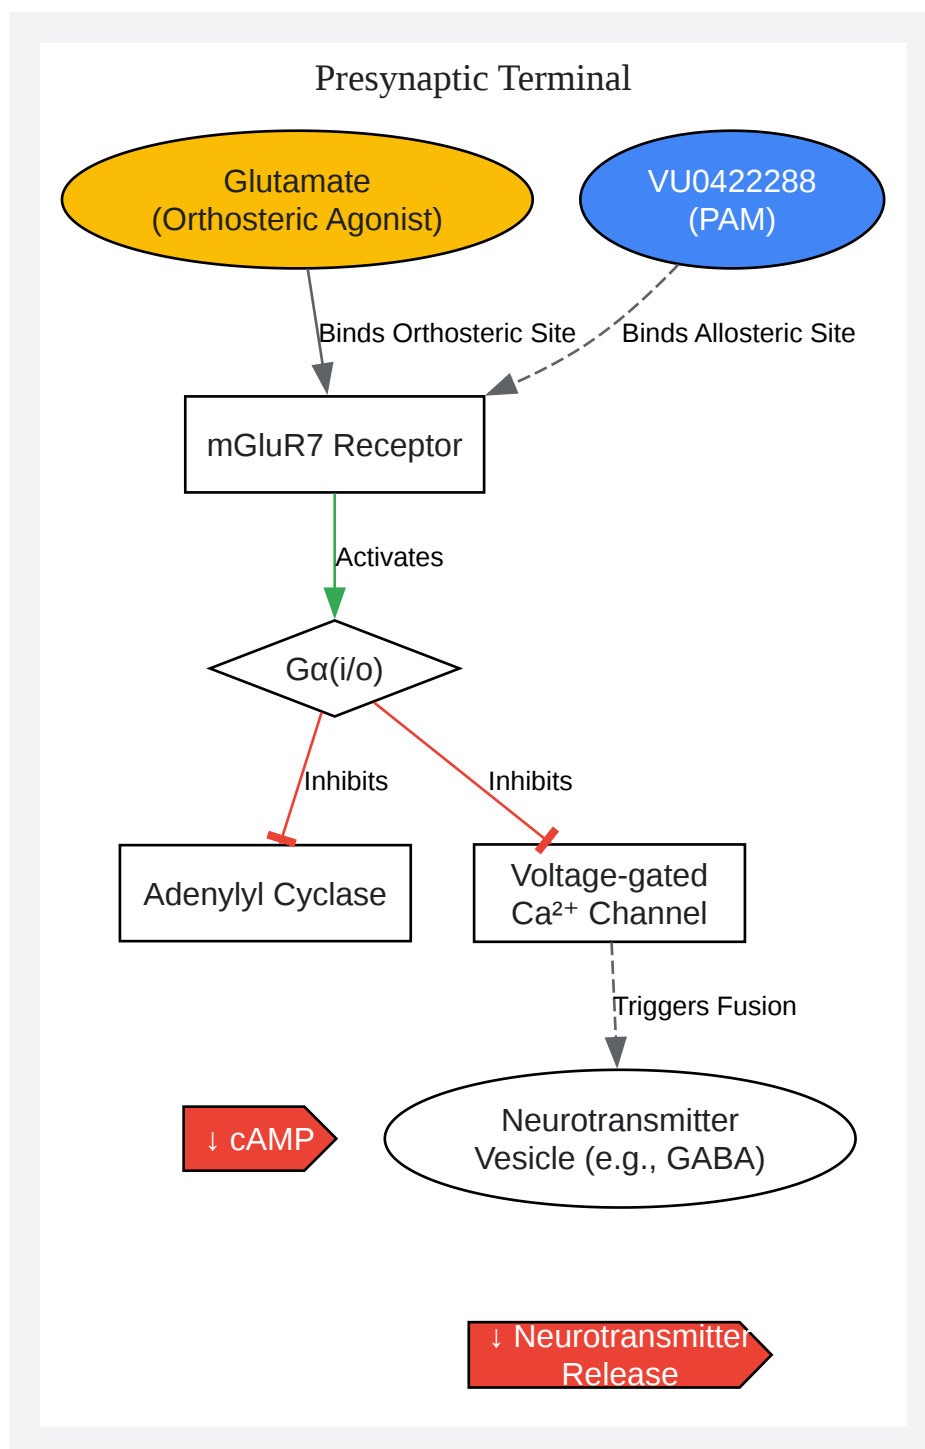 Presynaptic Terminal
Glutamate
(Orthosteric Agonist)
VU0422288
(PAM)
Binds Orthosteric Site
Binds Allosteric Site
mGluR7 Receptor
Activates
Gα(i/o)
Inhibits
Inhibits
Adenylyl Cyclase
Voltage-gated
Ca²⁺ Channel
Triggers Fusion
↓ cAMP
Neurotransmitter
Vesicle (e.g., GABA)
↓ Neurotransmitter
Release